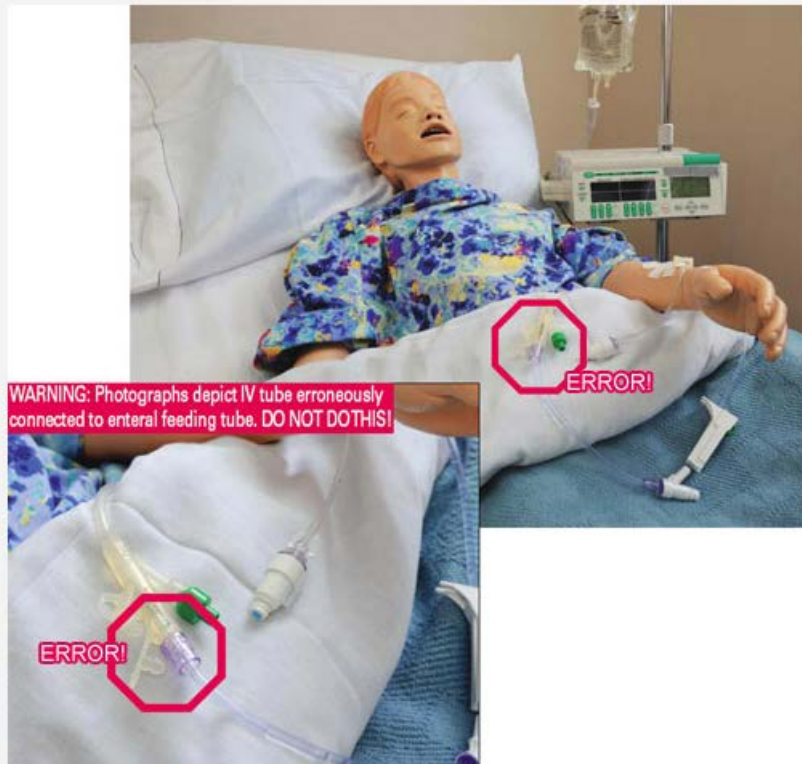 ERROR!
WARNING: Photographs depict IV tube erroneously
connected to enteral feeding tube. DO NOT DOTHIS!
ERROR!